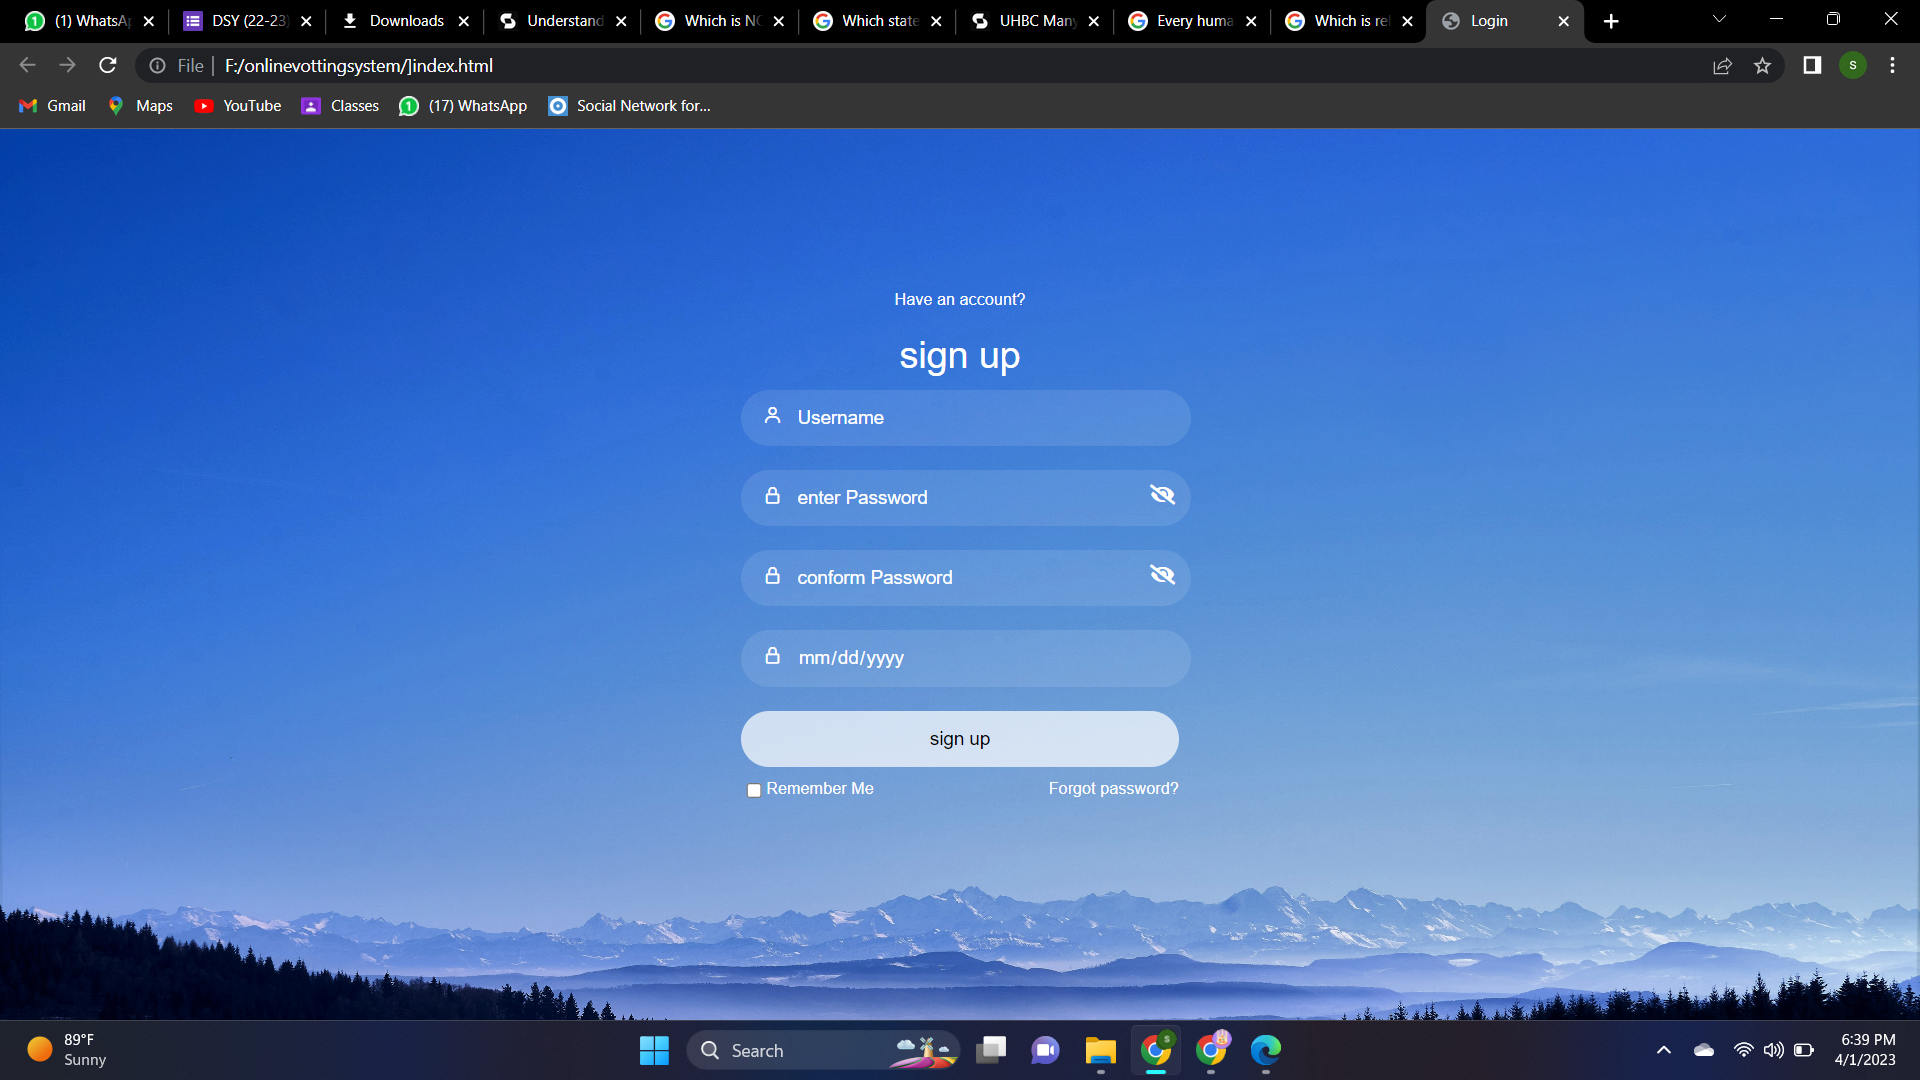 (1) WhatsAp
DSY (22-23)
Downloads
Understand
Which is NO
Which state
UHBC Many
Every huma
Which is rel
Login
File
F:/onlinevottingsystem/]index.html
S
Gmail
Maps
YouTube
Classes
(17) WhatsApp
Social Network for...
Have an account?
sign up
Username
enter Password
conform Password
mm/dd/yyyy
sign up
Remember Me
Forgot password?
89°F
Sunny
Search
6:39 PM
4/1/2023